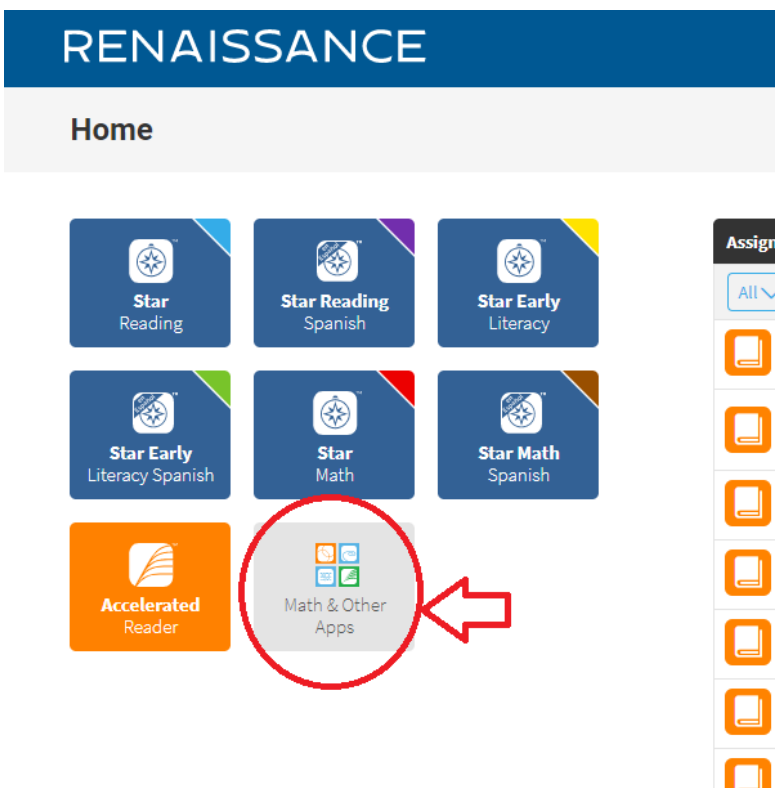 RENAISSANCE
Home
Star
Reading
Star Reading
Spanish
Star Early
Literacy
Star Early
Literacy Spanish
Star
Math
Star Math
Spanish
Accelerated
Reader
Math & Other
Apps
Assign
All